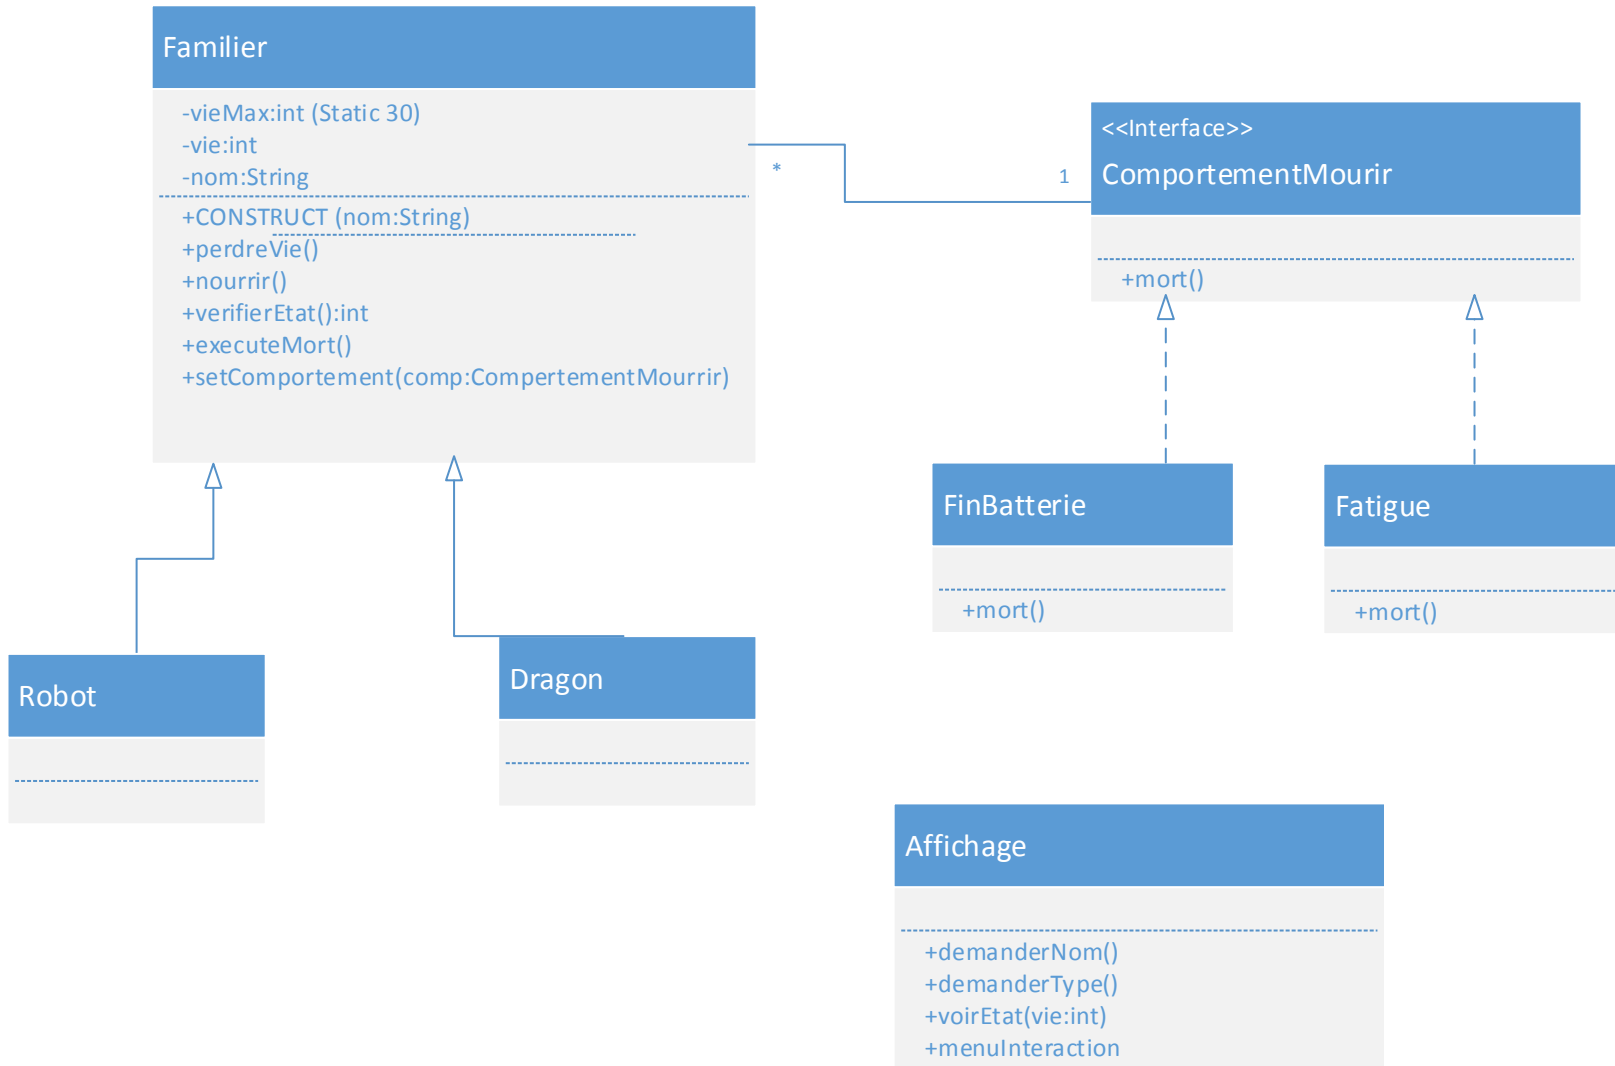 Familier
-vieMax:int (Static 30)
-vie:int
-nom:String
+CONSTRUCT (nom:String)
+perdreVie()
+nourrir()
+verifierEtat():int
+executeMort()
+setComportement(comp:CompertementMourrir)
*
1
<<Interface>>
ComportementMourir
+mort()
FinBatterie
+mort()
Fatigue
+mort()
Robot
Dragon
Affichage
+demanderNom()
+demanderType()
+voirEtat(vie:int)
+menuInteraction